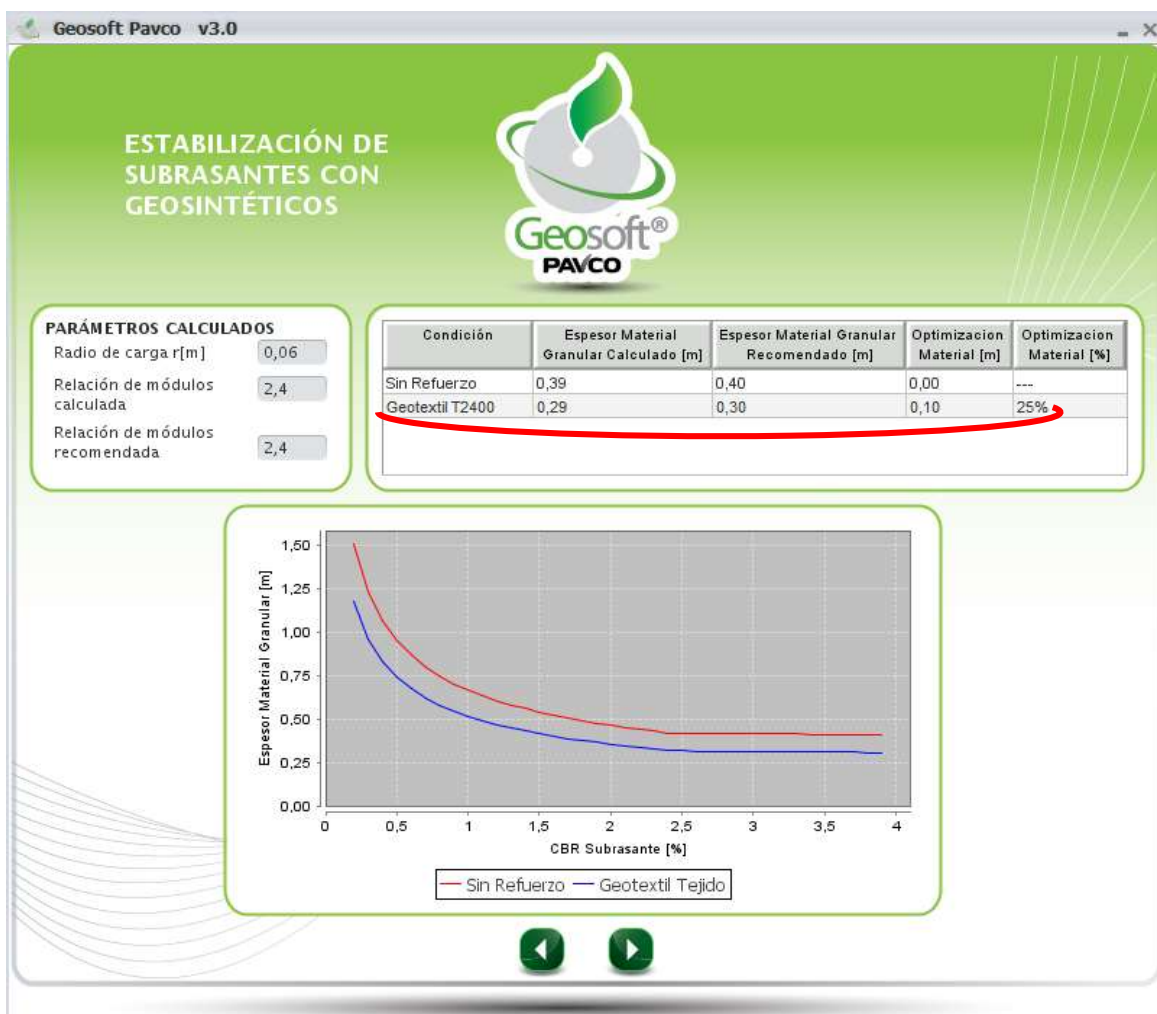 Geosoft Pavco v3.0
ESTABILIZACIÓN DE
SUBRASANTES CON
GEOSINTÉTICOS
Geosoft®
PAVCO
PARÁMETROS CALCULADOS
Radio de carga r[m] 0,06
Relación de módulos
calculada 2,4
Relación de módulos
recomendada 2,4
Condición Espesor Material Granular Calculado [m] Espesor Material Granular Recomendado [m] Optimizacion Material [m] Optimizacion Material [%]
Sin Refuerzo 0,39 0,40 0,00 ---
Geotextil T2400 0,29 0,30 0,10 25%
Espesor Material Granular [m]
1,50
1,25
1,00
0,75
0,50
0,25
0,00
0 0,5 1 1,5 2 2,5 3 3,5 4
CBR Subrasante [%]
Sin Refuerzo Geotextil Tejido